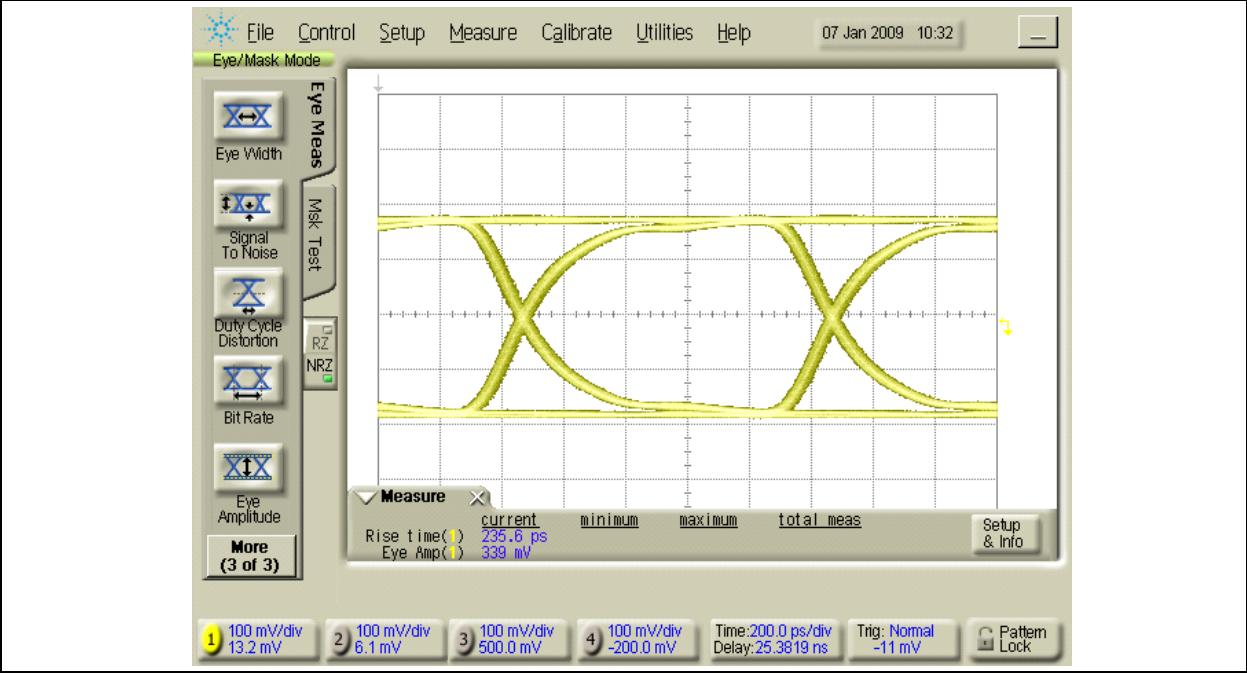 File Control Setup Measure Calibrate Utilities Help 07 Jan 2009 10:32
Eye/Mask Mode
Eye Meas
Msk Test
Eye Width
Signal
To Noise
Duty Cycle
Distortion
RZ
NRZ
Bit Rate
Eye
Amplitude
More
(3 of 3)
Measure
current minimum maximum total meas
Rise time(1) 235.6 ps
Eye Amp(1) 339 mV
Setup
& Info
1 100 mV/div
13.2 mV
2 100 mV/div
6.1 mV
3 100 mV/div
500.0 mV
4 100 mV/div
-200.0 mV
Time:200.0 ps/div
Delay:25.3819 ns
Trig: Normal
-11 mV
Pattern
Lock